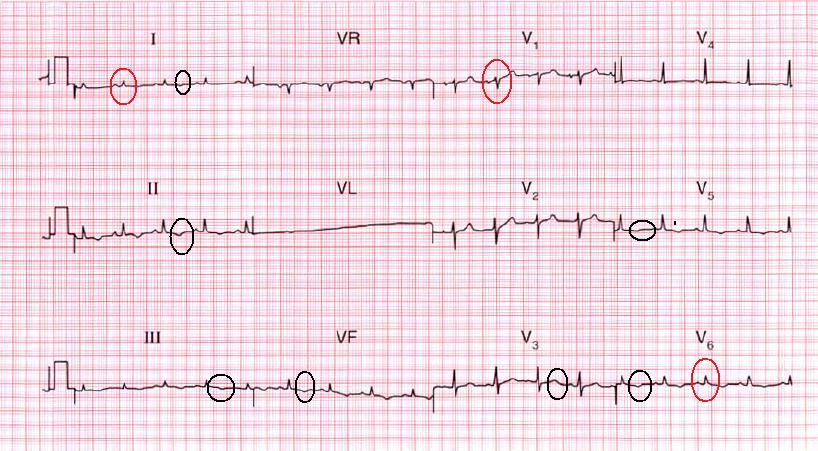 I VR V₁ V₄
II VL V₂ V₅
III VF V₃ V₆